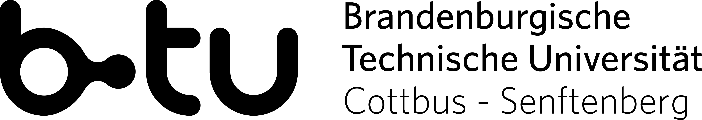 b-tu
Brandenburgische
Technische Universität
Cottbus - Senftenberg